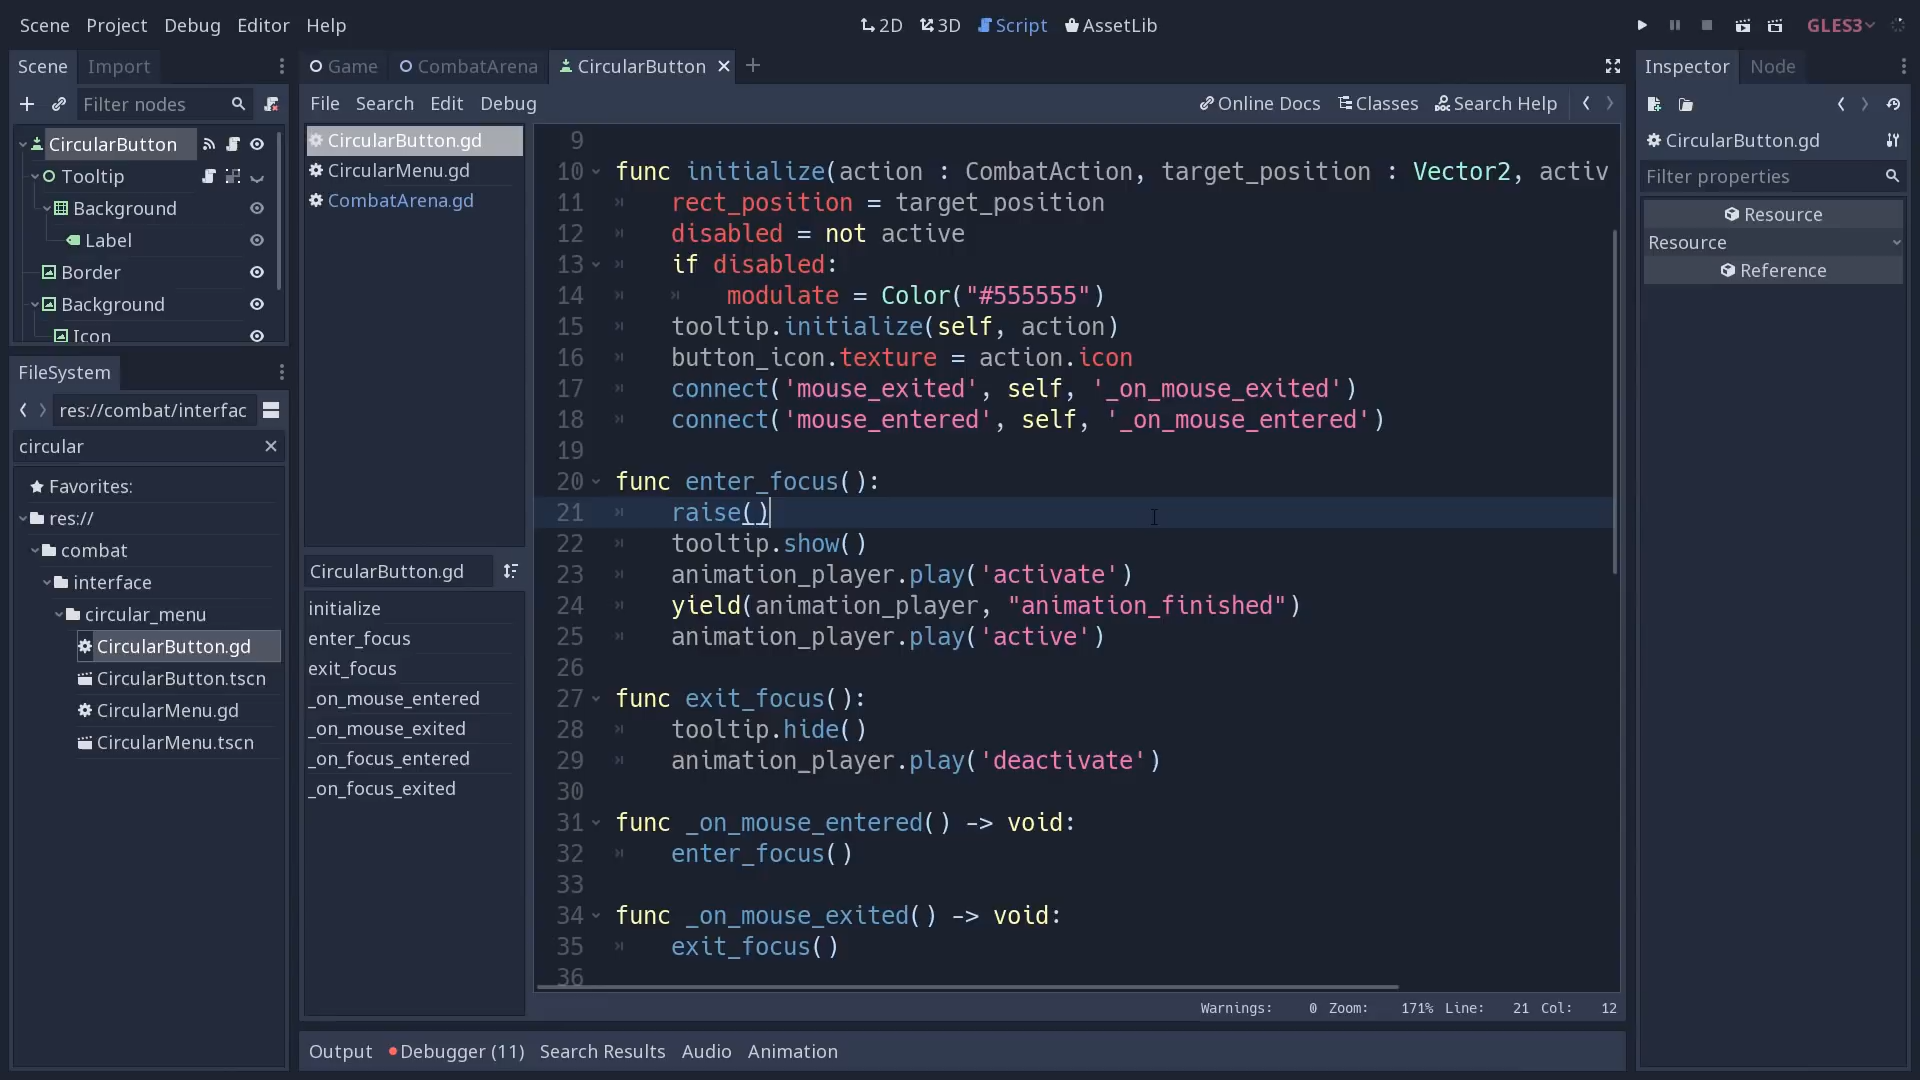 Scene Project Debug Editor Help
2D 3D Script AssetLib
GLES3
Scene Import
Filter nodes
CircularButton
Tooltip
Background
Label
Border
Background
Icon
FileSystem
res://combat/interfac
circular
Favorites:
res://
combat
interface
circular_menu
CircularButton.gd
CircularButton.tscn
CircularMenu.gd
CircularMenu.tscn
Game CombatArena CircularButton
File Search Edit Debug
Online Docs Classes Search Help
CircularButton.gd
CircularMenu.gd
CombatArena.gd
CircularButton.gd
initialize
enter_focus
exit_focus
_on_mouse_entered
_on_mouse_exited
_on_focus_entered
_on_focus_exited
9
10 func initialize(action : CombatAction, target_position : Vector2, activ
11 rect_position = target_position
12 disabled = not active
13 if disabled:
14 modulate = Color("#555555")
15 tooltip.initialize(self, action)
16 button_icon.texture = action.icon
17 connect('mouse_exited', self, '_on_mouse_exited')
18 connect('mouse_entered', self, '_on_mouse_entered')
19
20 func enter_focus():
21 raise()
22 tooltip.show()
23 animation_player.play('activate')
24 yield(animation_player, "animation_finished")
25 animation_player.play('active')
26
27 func exit_focus():
28 tooltip.hide()
29 animation_player.play('deactivate')
30
31 func _on_mouse_entered() -> void:
32 enter_focus()
33
34 func _on_mouse_exited() -> void:
35 exit_focus()
36
Warnings: 0 Zoom: 171% Line: 21 Col: 12
Output Debugger (11) Search Results Audio Animation
Inspector Node
CircularButton.gd
Filter properties
Resource
Resource
Reference